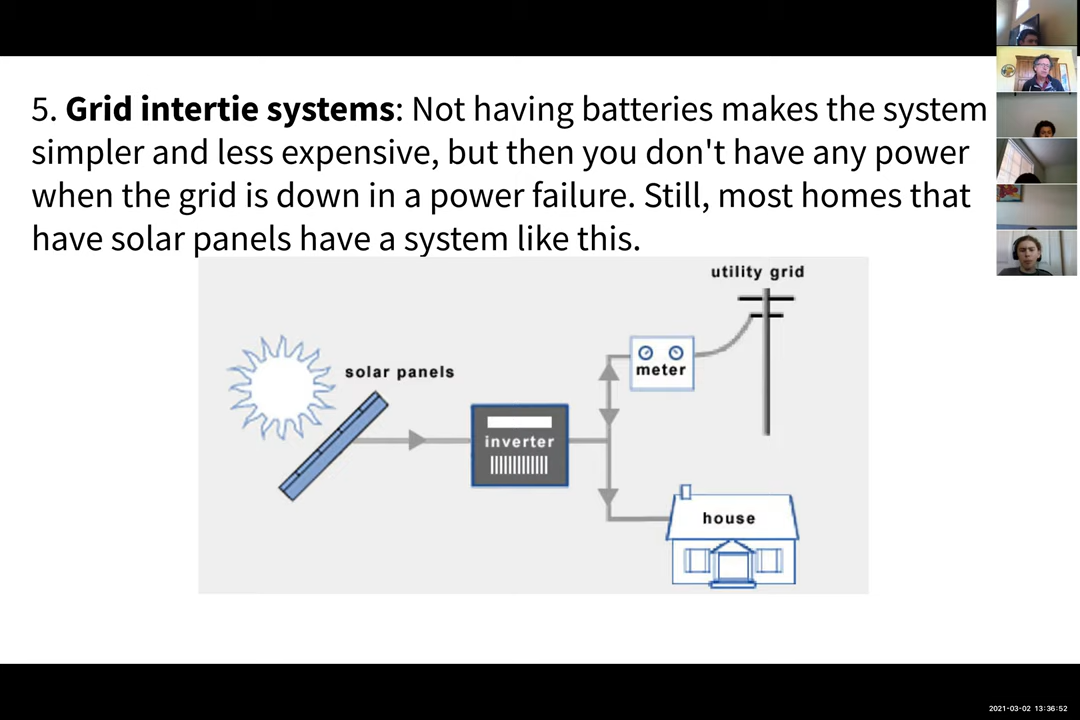 5. Grid intertie systems: Not having batteries makes the system
simpler and less expensive, but then you don't have any power
when the grid is down in a power failure. Still, most homes that
have solar panels have a system like this.
utility grid
solar panels
meter
inverter
house
2021-03-02 13:36:52